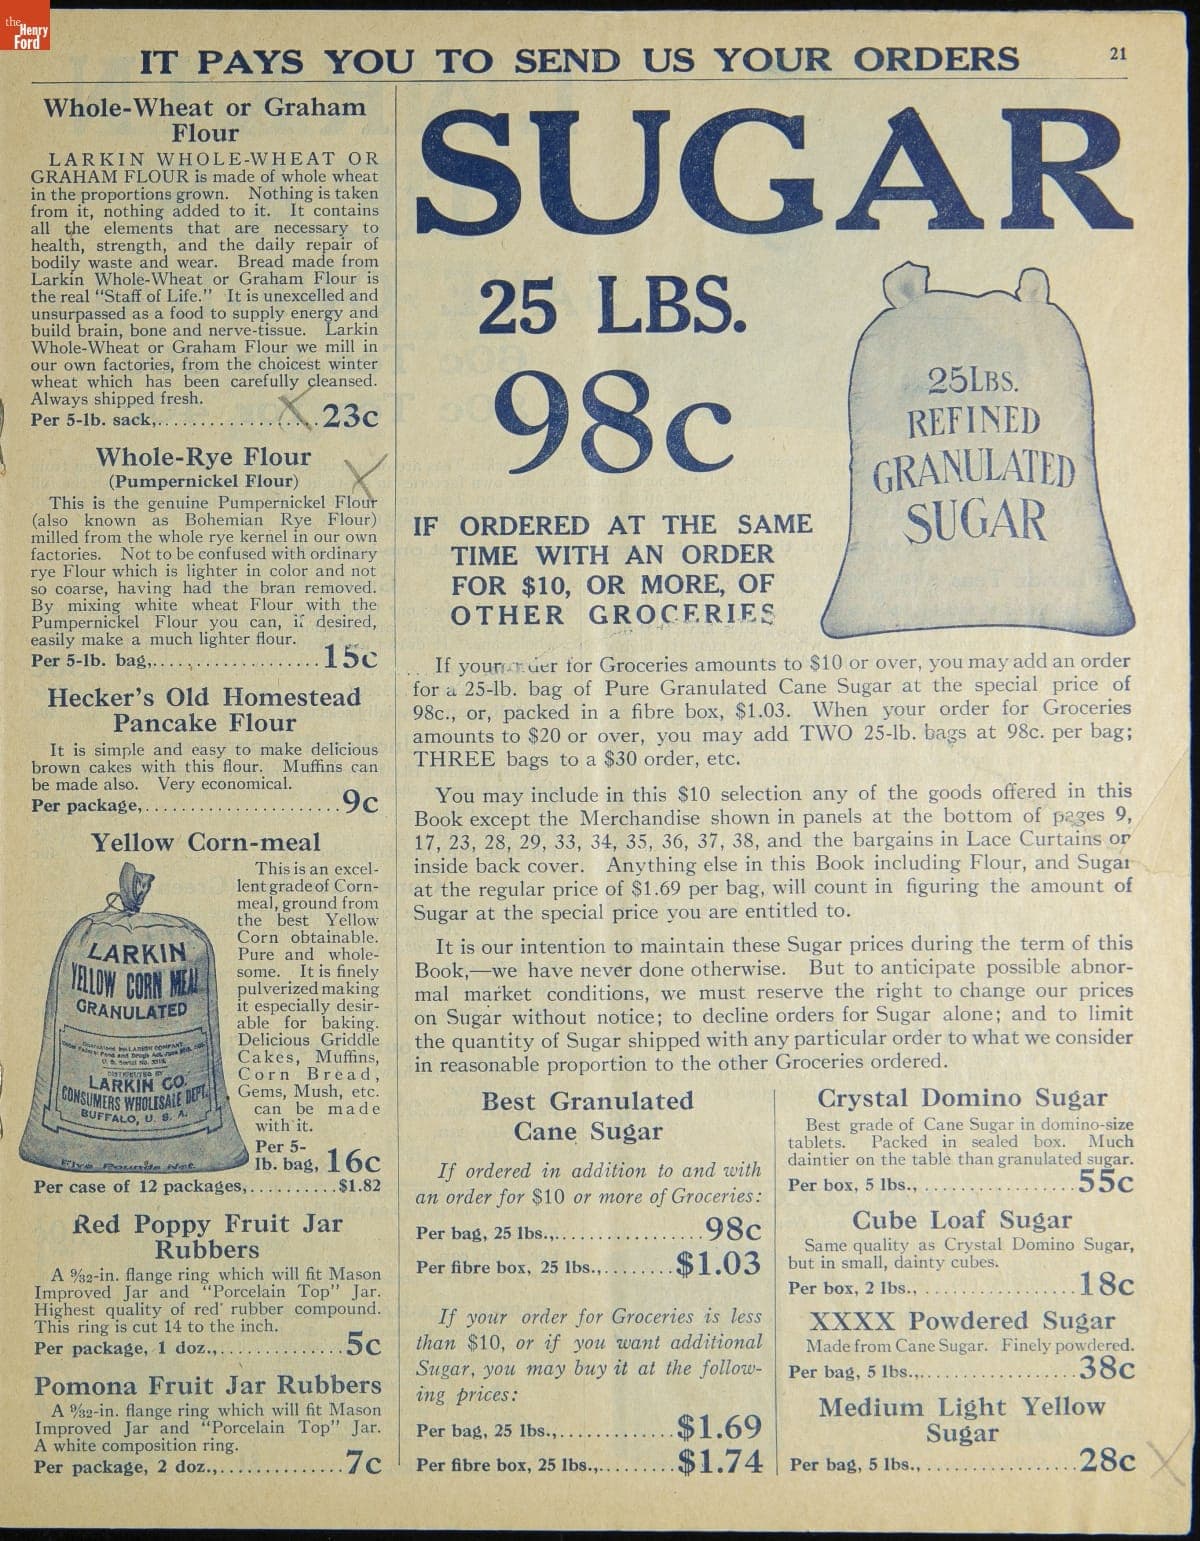 the
Henry
Ford
IT PAYS YOU TO SEND US YOUR ORDERS
21
Whole-Wheat or Graham
Flour
LARKIN WHOLE-WHEAT OR
GRAHAM FLOUR is made of whole wheat
in the proportions grown. Nothing is taken
from it, nothing added to it. It contains
all the elements that are necessary to
health, strength, and the daily repair of
bodily waste and wear. Bread made from
Larkin Whole-Wheat or Graham Flour is
the real "Staff of Life." It is unexcelled and
unsurpassed as a food to supply energy and
build brain, bone and nerve-tissue. Larkin
Whole-Wheat or Graham Flour we mill in
our own factories, from the choicest winter
wheat which has been carefully cleansed.
Always shipped fresh.
Per 5-lb. sack,..................23c
Whole-Rye Flour
(Pumpernickel Flour)
This is the genuine Pumpernickel Flour
(also known as Bohemian Rye Flour)
milled from the whole rye kernel in our own
factories. Not to be confused with ordinary
rye Flour which is lighter in color and not
so coarse, having had the bran removed.
By mixing white wheat Flour with the
Pumpernickel Flour you can, if desired,
easily make a much lighter flour.
Per 5-lb. bag,....................15c
Hecker's Old Homestead
Pancake Flour
It is simple and easy to make delicious
brown cakes with this flour. Muffins can
be made also. Very economical.
Per package,......................9c
Yellow Corn-meal
This is an excel-
lent grade of Corn-
meal, ground from
the best Yellow
Corn obtainable.
Pure and whole-
some. It is finely
pulverized making
it especially desir-
able for baking.
Delicious Griddle
Cakes, Muffins,
Corn Bread,
Gems, Mush, etc.
can be made
with it.
Per 5-
lb. bag, 16c
LARKIN
YELLOW CORN MEAL
GRANULATED
DISTRIBUTED BY
LARKIN CO.
CONSUMERS WHOLESALE DEPT.
BUFFALO, U. S. A.
Five Pounds Net
Per case of 12 packages,..........$1.82
Red Poppy Fruit Jar
Rubbers
A 9/32-in. flange ring which will fit Mason
Improved Jar and "Porcelain Top" Jar.
Highest quality of red rubber compound.
This ring is cut 14 to the inch.
Per package, 1 doz.,..............5c
Pomona Fruit Jar Rubbers
A 9/32-in. flange ring which will fit Mason
Improved Jar and "Porcelain Top" Jar.
A white composition ring.
Per package, 2 doz.,..............7c
SUGAR
25 LBS.
98c
IF ORDERED AT THE SAME
TIME WITH AN ORDER
FOR $10, OR MORE, OF
OTHER GROCERIES
25LBS.
REFINED
GRANULATED
SUGAR
If your order for Groceries amounts to $10 or over, you may add an order
for a 25-lb. bag of Pure Granulated Cane Sugar at the special price of
98c., or, packed in a fibre box, $1.03. When your order for Groceries
amounts to $20 or over, you may add TWO 25-lb. bags at 98c. per bag;
THREE bags to a $30 order, etc.
You may include in this $10 selection any of the goods offered in this
Book except the Merchandise shown in panels at the bottom of pages 9,
17, 23, 28, 29, 33, 34, 35, 36, 37, 38, and the bargains in Lace Curtains on
inside back cover. Anything else in this Book including Flour, and Sugar
at the regular price of $1.69 per bag, will count in figuring the amount of
Sugar at the special price you are entitled to.
It is our intention to maintain these Sugar prices during the term of this
Book,—we have never done otherwise. But to anticipate possible abnor-
mal market conditions, we must reserve the right to change our prices
on Sugar without notice; to decline orders for Sugar alone; and to limit
the quantity of Sugar shipped with any particular order to what we consider
in reasonable proportion to the other Groceries ordered.
Best Granulated
Cane Sugar
If ordered in addition to and with
an order for $10 or more of Groceries:
Per bag, 25 lbs.,.................98c
Per fibre box, 25 lbs.,........$1.03
If your order for Groceries is less
than $10, or if you want additional
Sugar, you may buy it at the follow-
ing prices:
Per bag, 25 lbs.,.............$1.69
Per fibre box, 25 lbs.,.........$1.74
Crystal Domino Sugar
Best grade of Cane Sugar in domino-size
tablets. Packed in sealed box. Much
daintier on the table than granulated sugar.
Per box, 5 lbs.,.................55c
Cube Loaf Sugar
Same quality as Crystal Domino Sugar,
but in small, dainty cubes.
Per box, 2 lbs.,.................18c
XXXX Powdered Sugar
Made from Cane Sugar. Finely powdered.
Per bag, 5 lbs.,.................38c
Medium Light Yellow
Sugar
Per bag, 5 lbs.,.................28c